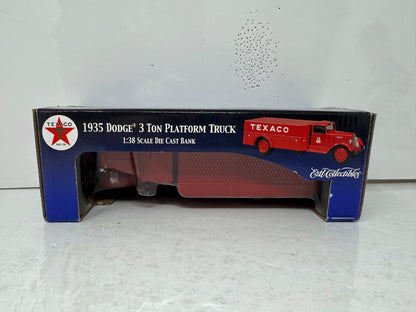 TEXACO
1935 DODGE® 3 TON PLATFORM TRUCK
1:38 SCALE DIE CAST BANK
TEXACO
Ertl Collectibles